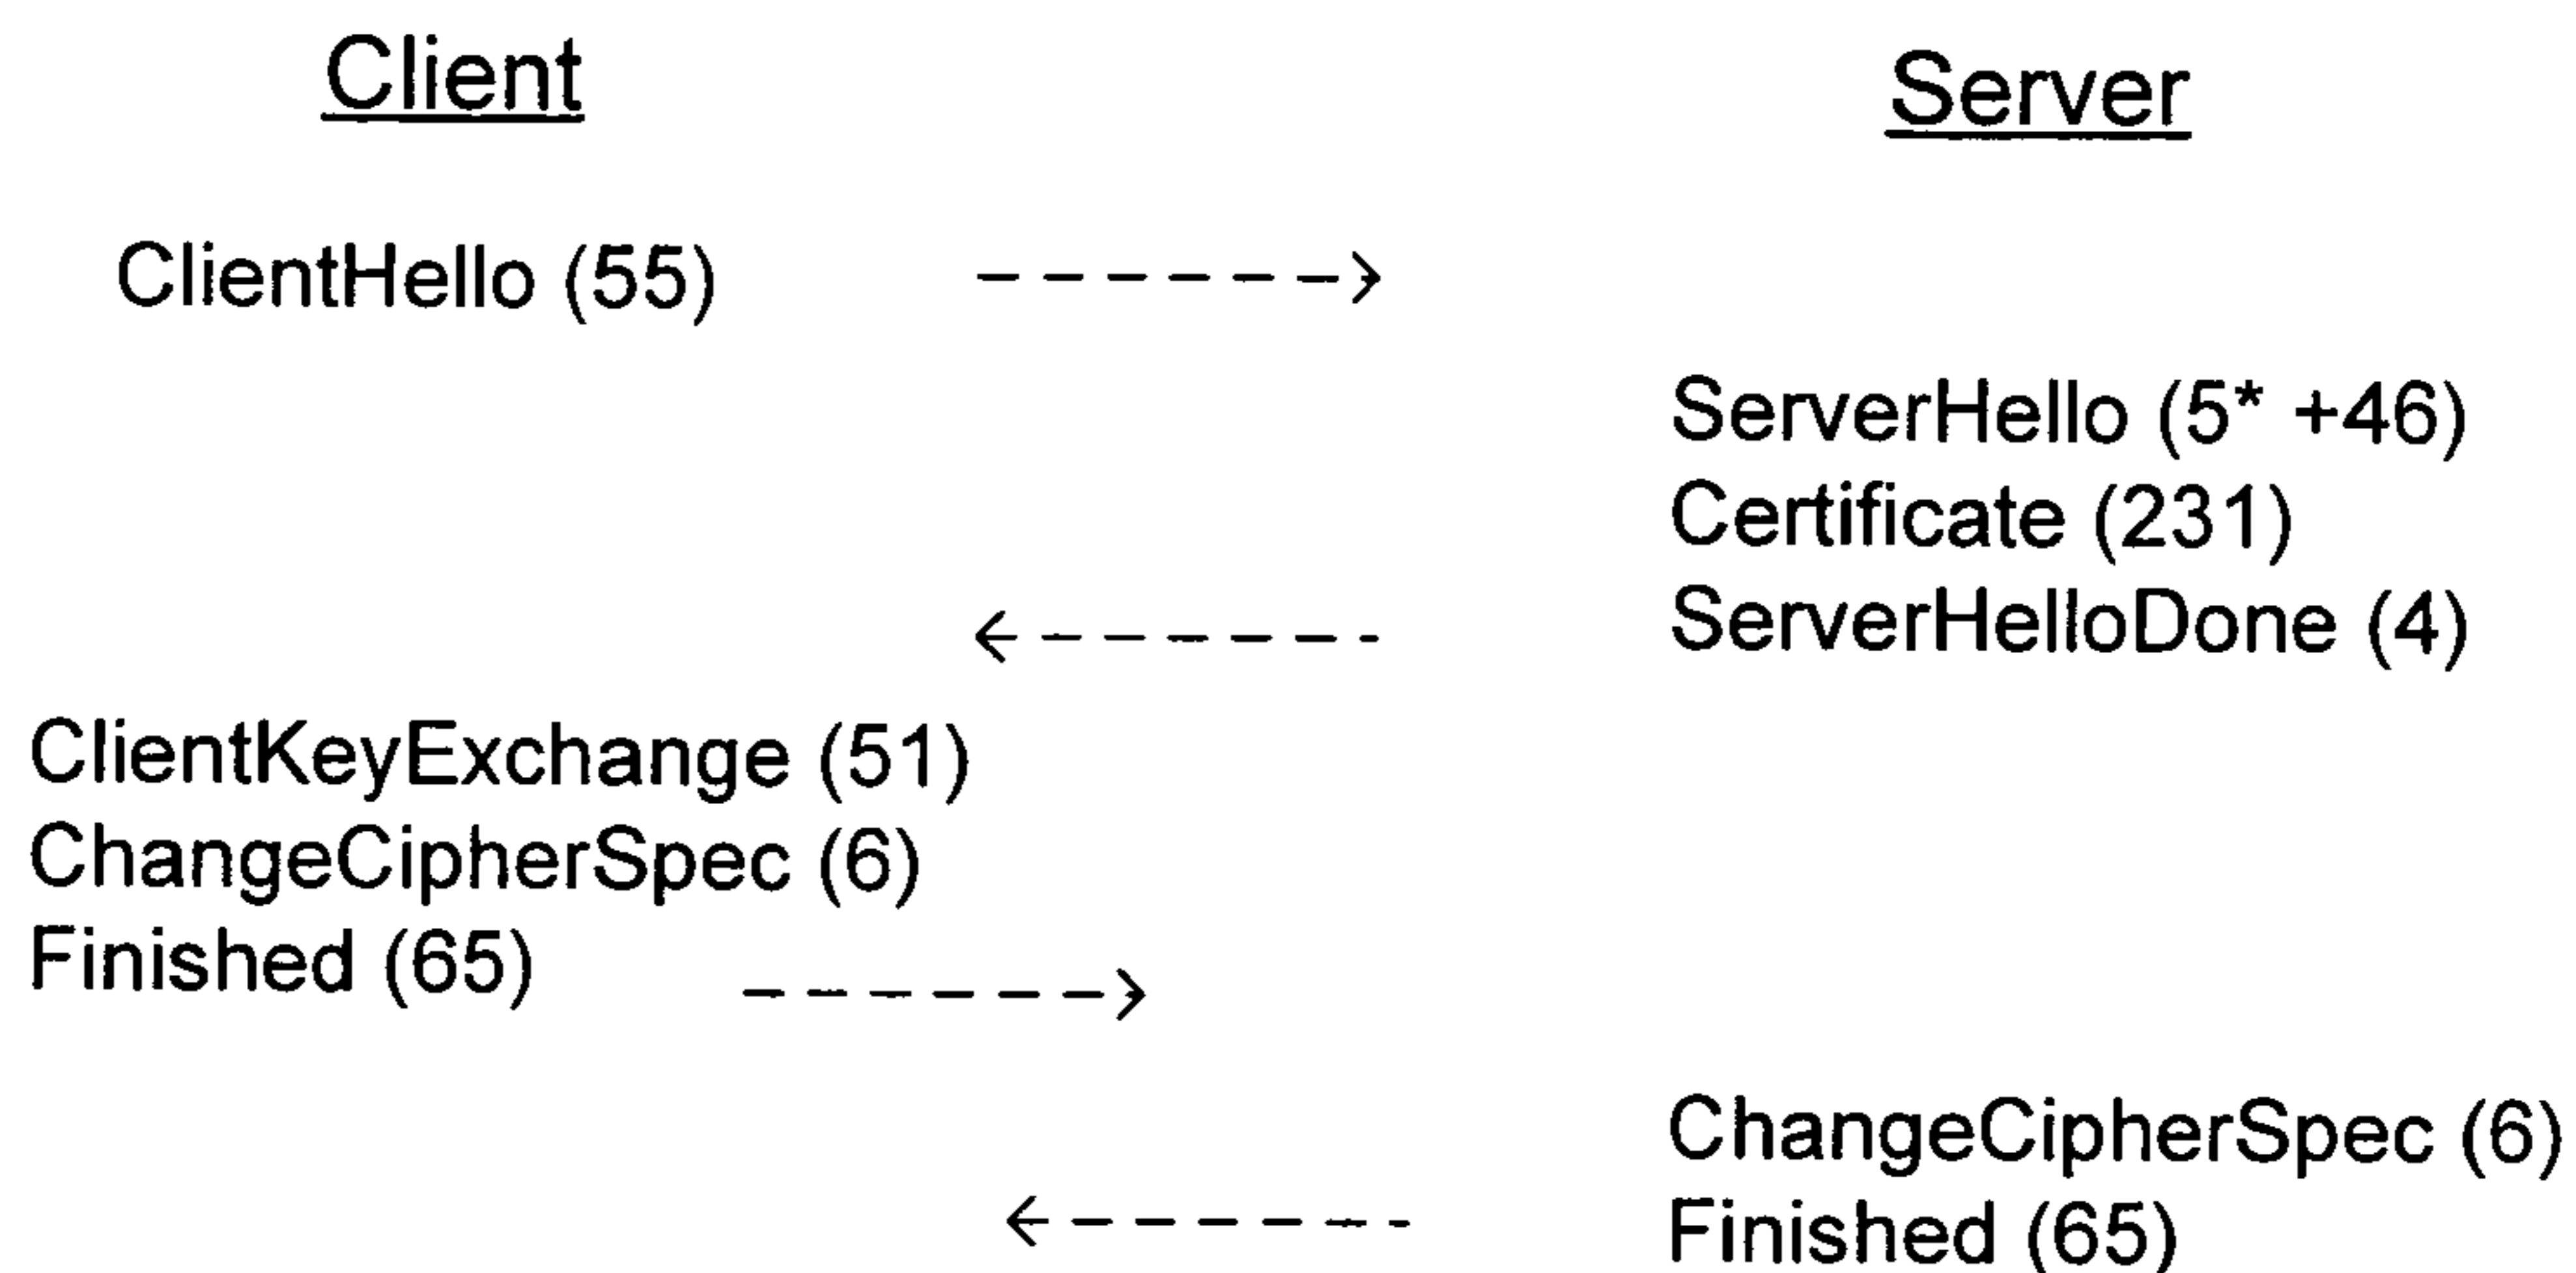 Client
Server
ClientHello (55)
ServerHello (5* +46)
Certificate (231)
ServerHelloDone (4)
ClientKeyExchange (51)
ChangeCipherSpec (6)
Finished (65)
ChangeCipherSpec (6)
Finished (65)